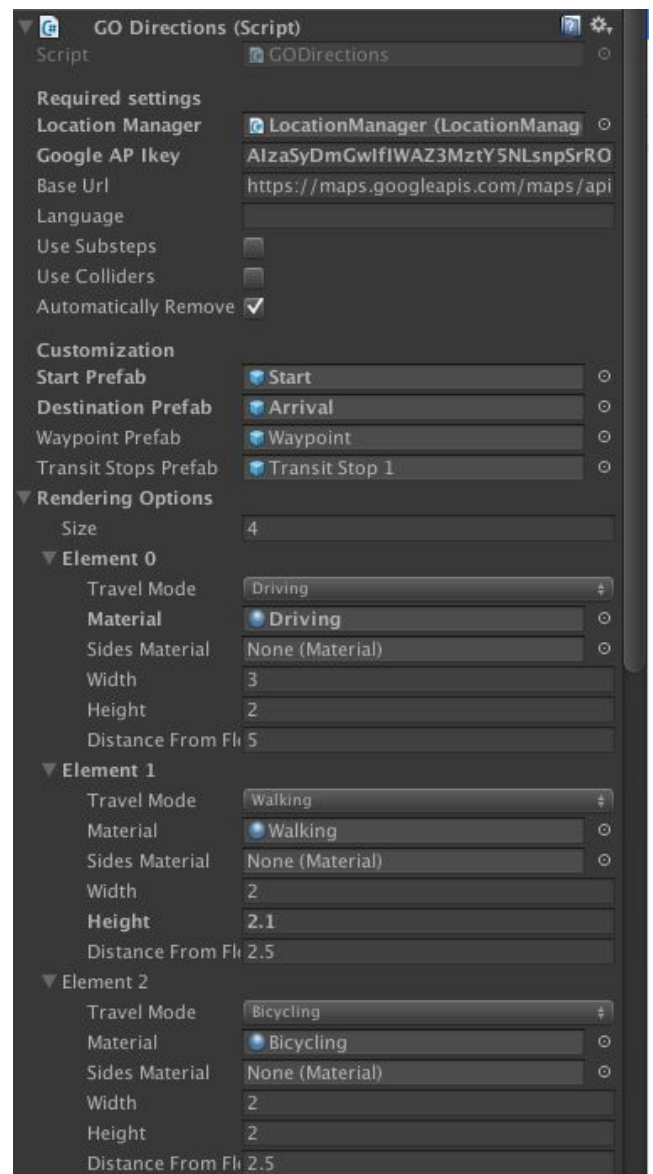 GO Directions (Script)
Script GODirections
Required settings
Location Manager LocationManager (LocationManag
Google AP Ikey AIzaSyDmGwIfIWAZ3MztY5NLsnpSrRO
Base Url https://maps.googleapis.com/maps/api
Language
Use Substeps
Use Colliders
Automatically Remove
Customization
Start Prefab Start
Destination Prefab Arrival
Waypoint Prefab Waypoint
Transit Stops Prefab Transit Stop 1
Rendering Options
Size 4
Element 0
Travel Mode Driving
Material Driving
Sides Material None (Material)
Width 3
Height 2
Distance From Flo 5
Element 1
Travel Mode Walking
Material Walking
Sides Material None (Material)
Width 2
Height 2.1
Distance From Flo 2.5
Element 2
Travel Mode Bicycling
Material Bicycling
Sides Material None (Material)
Width 2
Height 2
Distance From Flo 2.5